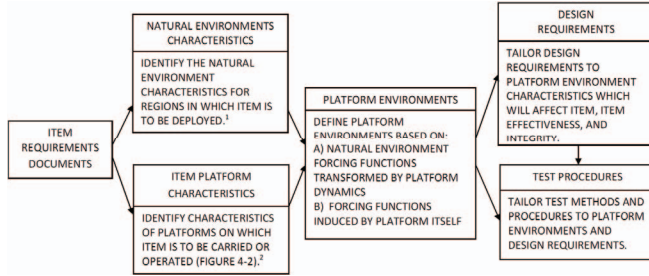 NATURAL ENVIRONMENTS
CHARACTERISTICS
IDENTIFY THE NATURAL
ENVIRONMENT
CHARACTERISTICS FOR
REGIONS IN WHICH ITEM IS
TO BE DEPLOYED.¹
ITEM
REQUIREMENTS
DOCUMENTS
ITEM PLATFORM
CHARACTERISTICS
IDENTIFY CHARACTERISTICS
OF PLATFORMS ON WHICH
ITEM IS TO BE CARRIED OR
OPERATED (FIGURE 4-2).²
PLATFORM ENVIRONMENTS
DEFINE PLATFORM
ENVIRONMENTS BASED ON:
A) NATURAL ENVIRONMENT
FORCING FUNCTIONS
TRANSFORMED BY PLATFORM
DYNAMICS
B) FORCING FUNCTIONS
INDUCED BY PLATFORM ITSELF
DESIGN
REQUIREMENTS
TAILOR DESIGN
REQUIREMENTS TO
PLATFORM ENVIRONMENT
CHARACTERISTICS WHICH
WILL AFFECT ITEM, ITEM
EFFECTIVENESS, AND
INTEGRITY.
TEST PROCEDURES
TAILOR TEST METHODS AND
PROCEDURES TO PLATFORM
ENVIRONMENTS AND
DESIGN REQUIREMENTS.